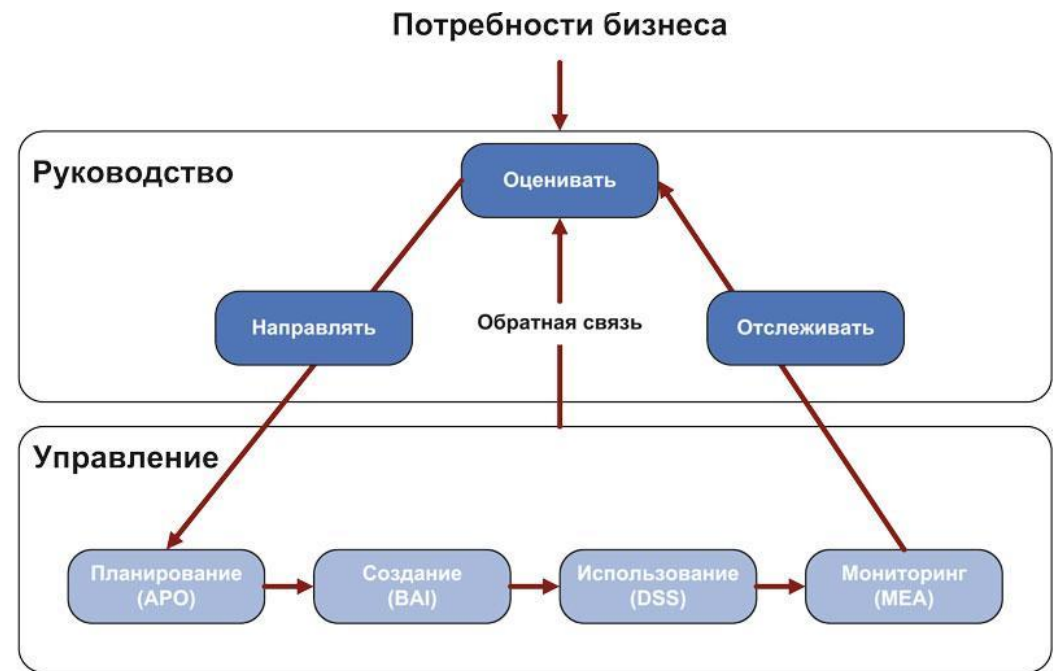 Потребности бизнеса
Руководство
Оценивать
Направлять
Обратная связь
Отслеживать
Управление
Планирование
(APO)
Создание
(BAI)
Использование
(DSS)
Мониторинг
(MEA)